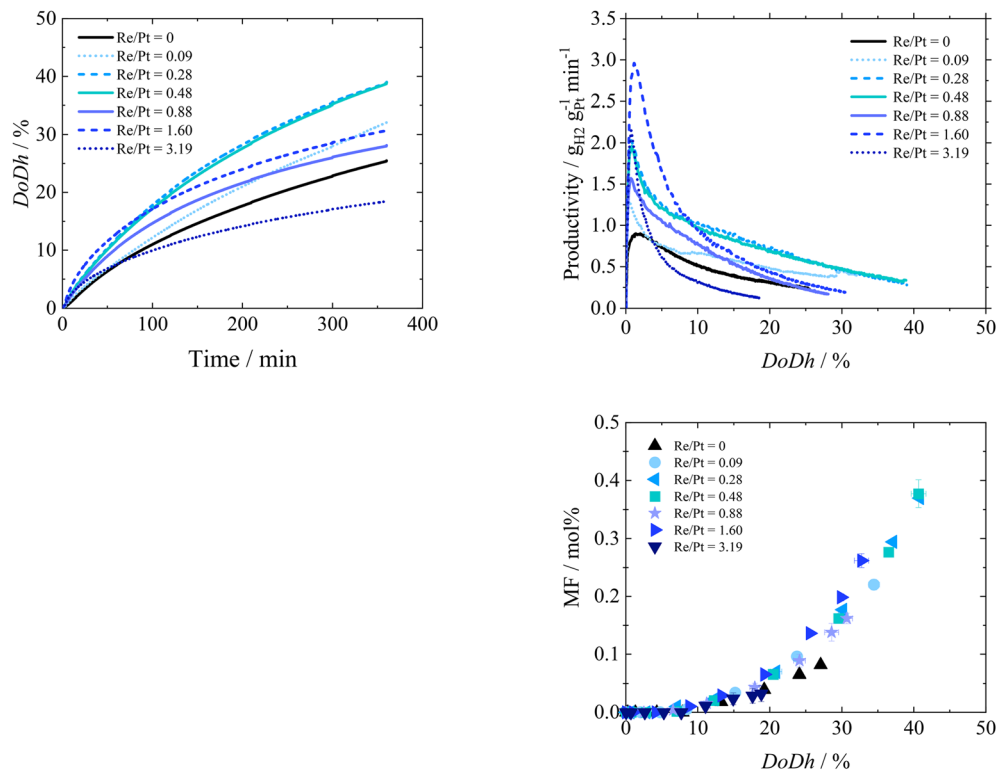 50
40
30
20
10
0
DoDh / %
Re/Pt = 0
Re/Pt = 0.09
Re/Pt = 0.28
Re/Pt = 0.48
Re/Pt = 0.88
Re/Pt = 1.60
Re/Pt = 3.19
0 100 200 300 400
Time / min
3.5
3.0
2.5
2.0
1.5
1.0
0.5
0.0
Productivity / g_H2 g_Pt^-1 min^-1
Re/Pt = 0
Re/Pt = 0.09
Re/Pt = 0.28
Re/Pt = 0.48
Re/Pt = 0.88
Re/Pt = 1.60
Re/Pt = 3.19
0 10 20 30 40 50
DoDh / %
0.5
0.4
0.3
0.2
0.1
0.0
MF / mol%
Re/Pt = 0
Re/Pt = 0.09
Re/Pt = 0.28
Re/Pt = 0.48
Re/Pt = 0.88
Re/Pt = 1.60
Re/Pt = 3.19
0 10 20 30 40 50
DoDh / %